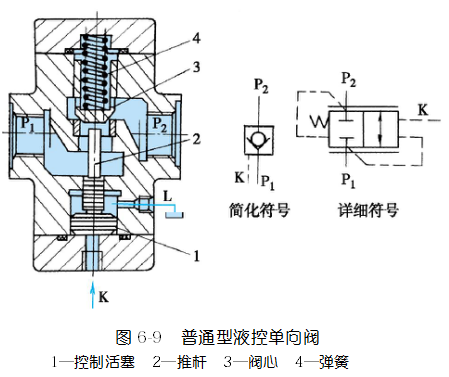 4
3
P₁
P₂
2
L
1
K
P₂
K
P₁
简化符号
P₂
K
P₁
详细符号
图 6-9 普通型液控单向阀
1—控制活塞 2—推杆 3—阀心 4—弹簧